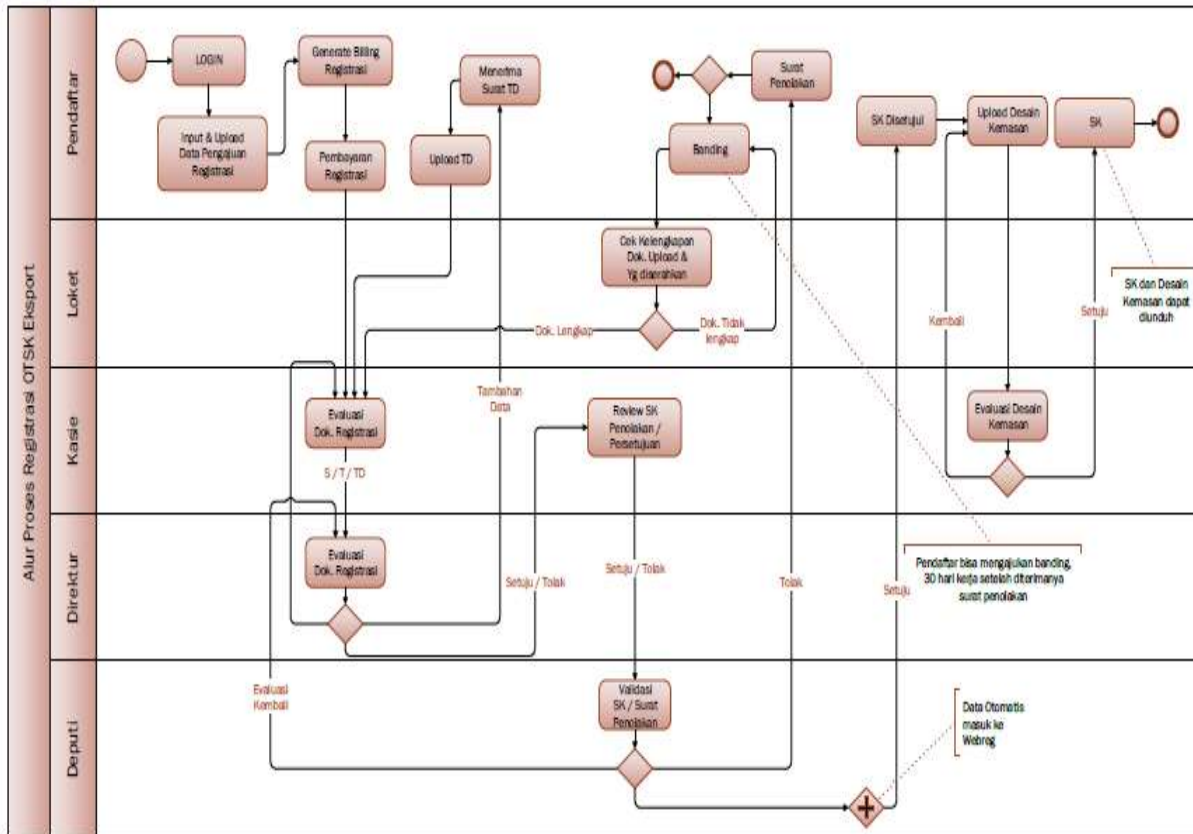 Alur Proses Registrasi OTSK Eksport
Pendaftar
LOGIN
Generate Billing
Registrasi
Input & Upload
Data Pengajuan
Registrasi
Pembayaran
Registrasi
Menerima
Surat TD
Upload TD
Surat
Penolakan
Banding
SK Disetujui
Upload Desain
Kemasan
SK
Loket
Cek Kelengkapan
Dok. Upload &
Yg diserahkan
Dok. Lengkap
Dok. Tidak
lengkap
Kembali
Setuju
SK dan Desain
Kemasan dapat
diunduh
Kasie
Evaluasi
Dok. Registrasi
S / T / TD
Tambahan
Data
Review SK
Penolakan /
Persetujuan
Evaluasi Desain
Kemasan
Direktur
Evaluasi
Dok. Registrasi
Setuju / Tolak
Setuju / Tolak
Tolak
Setuju
Pendaftar bisa mengajukan banding,
30 hari kerja setelah diterimanya
surat penolakan
Deputi
Evaluasi
Kembali
Validasi
SK / Surat
Penolakan
Data Otomatis
masuk ke
Webreg